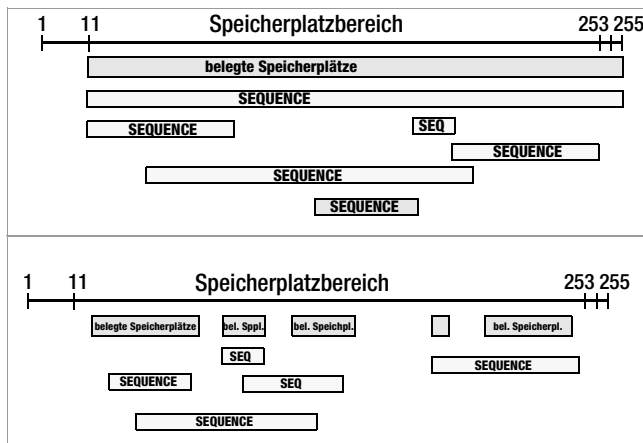 1 11 Speicherplatzbereich 253 255
belegte Speicherplätze
SEQUENCE
SEQUENCE SEQ
SEQUENCE
SEQUENCE
SEQUENCE
1 11 Speicherplatzbereich 253 255
belegte Speicherplätze bel. Sppl. bel. Speichpl. bel. Speicherpl.
SEQ
SEQUENCE
SEQUENCE SEQ
SEQUENCE